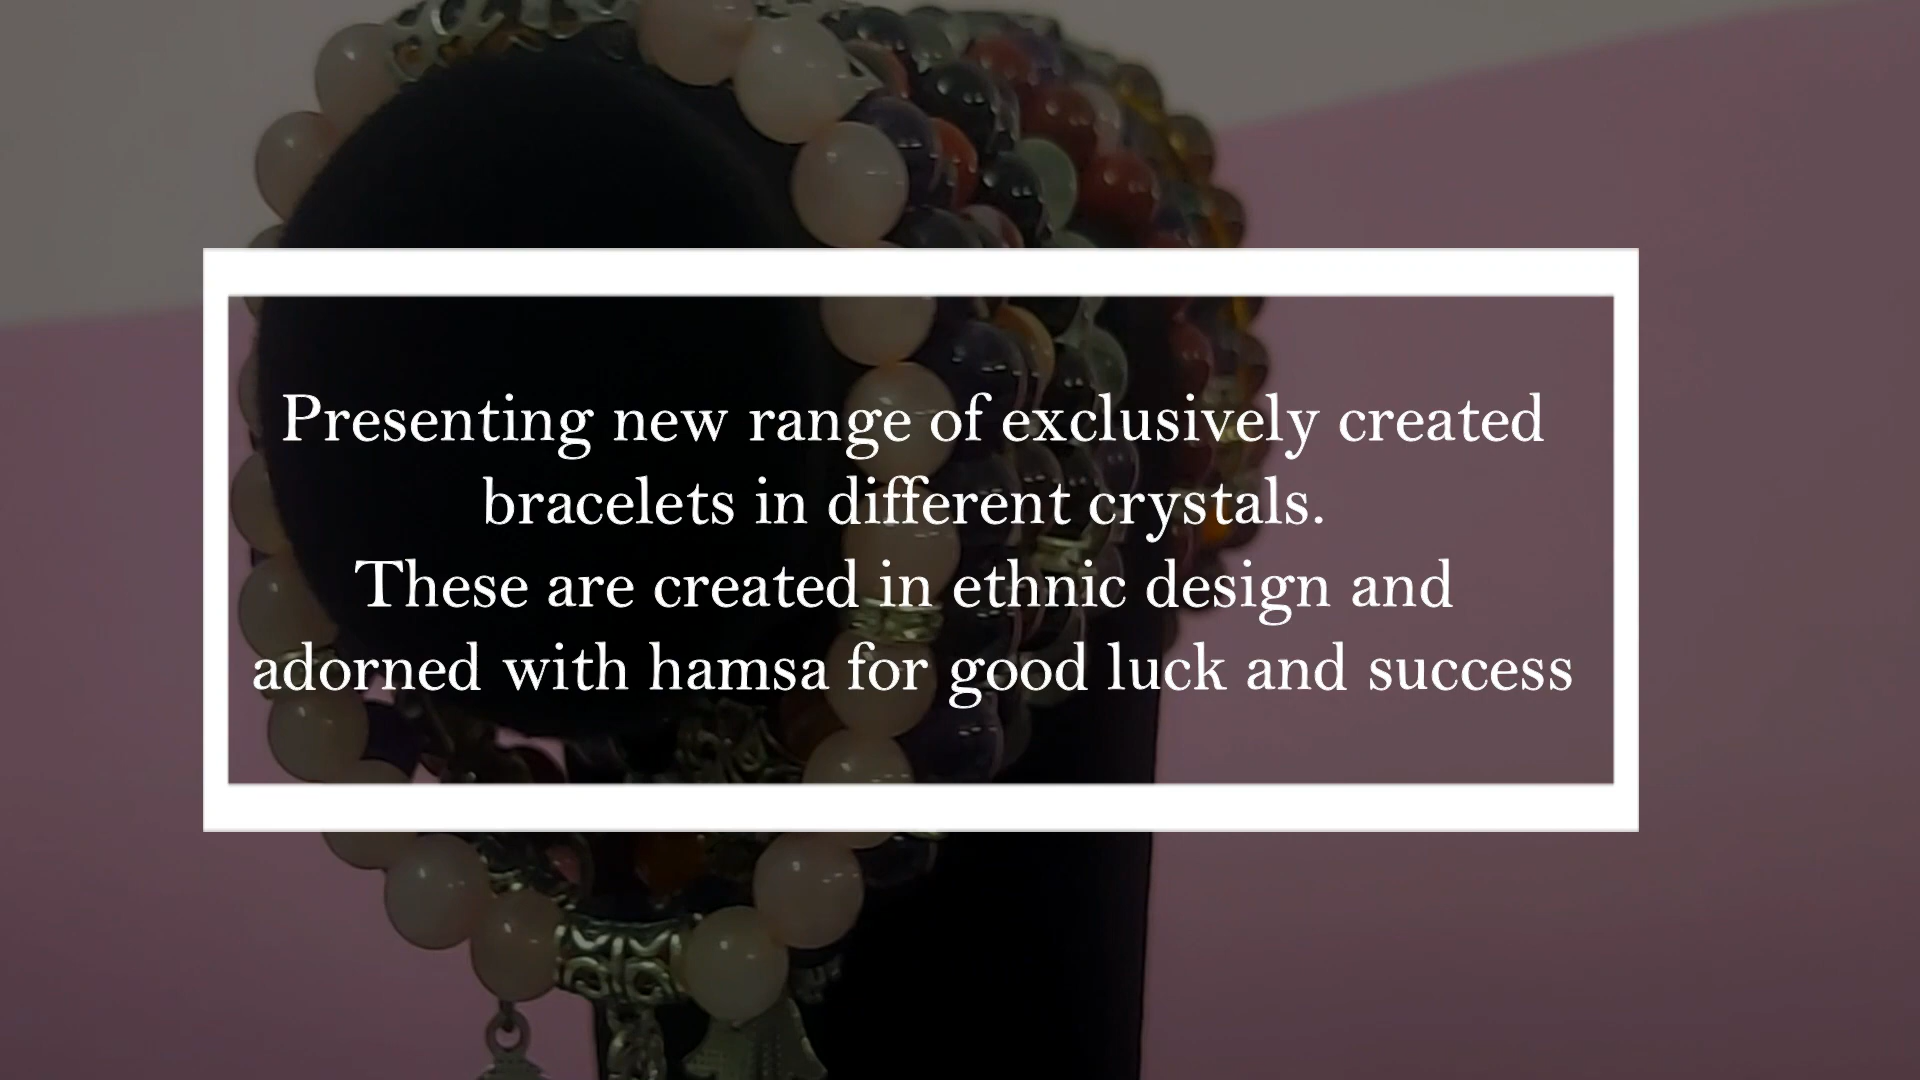 Presenting new range of exclusively created
bracelets in different crystals.
These are created in ethnic design and
adorned with hamsa for good luck and success